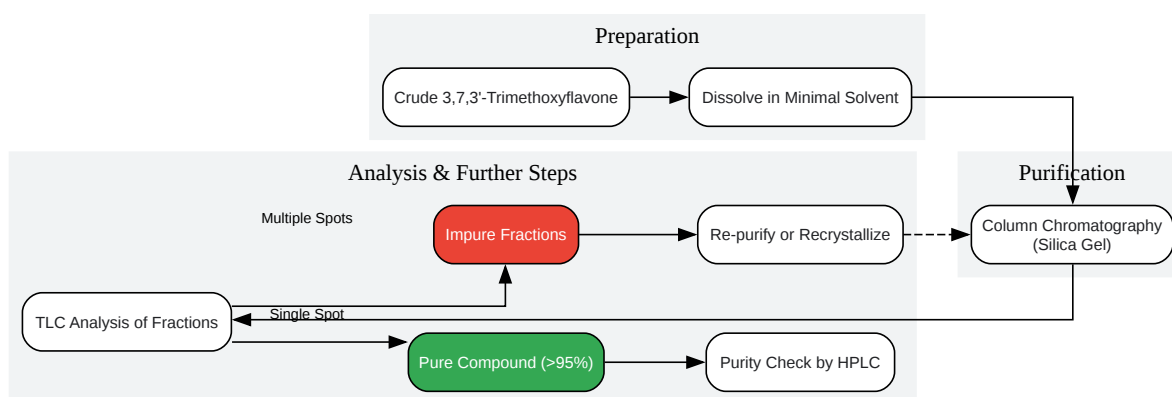 Preparation
Crude 3,7,3'-Trimethoxyflavone
Dissolve in Minimal Solvent
Analysis & Further Steps
Purification
Multiple Spots
Impure Fractions
Re-purify or Recrystallize
Column Chromatography
(Silica Gel)
TLC Analysis of Fractions
Single Spot
Pure Compound (>95%)
Purity Check by HPLC